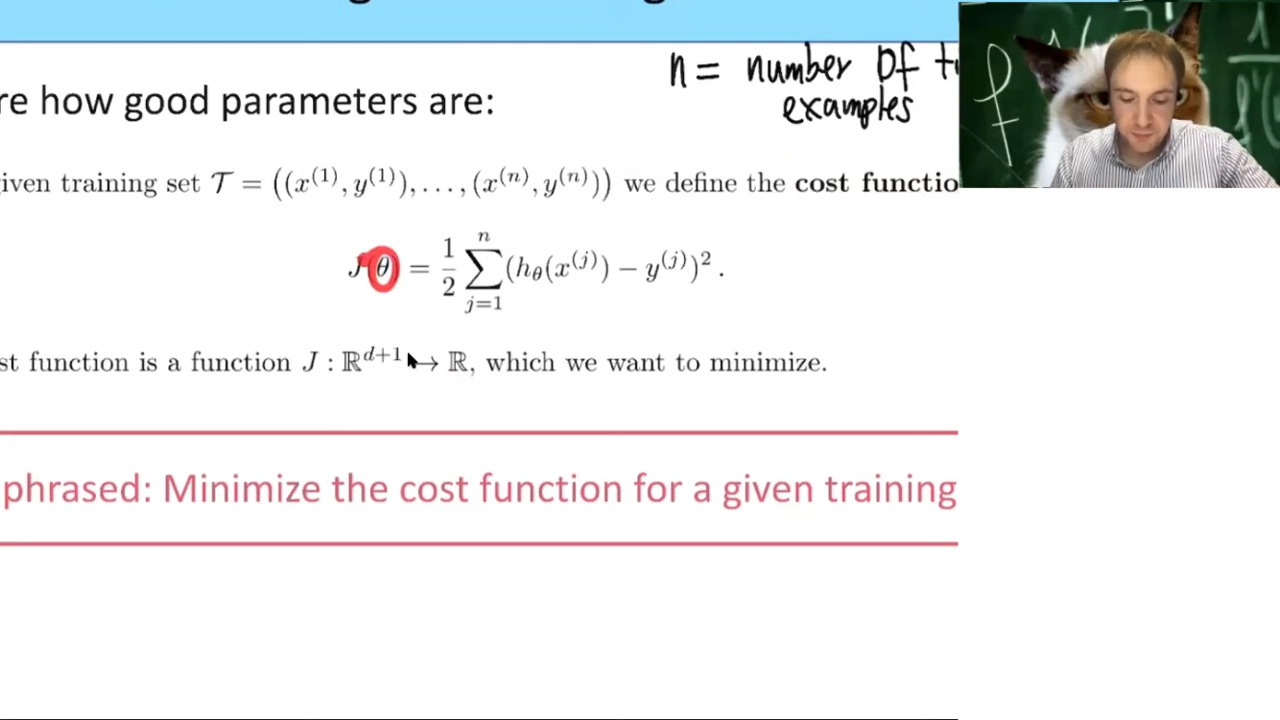 n = number of
examples
re how good parameters are:
iven training set 𝒯 = ((x⁽¹⁾, y⁽¹⁾), . . . , (x⁽ⁿ⁾, y⁽ⁿ⁾)) we define the cost functio
J(θ) = 1/2 ∑ⁿⱼ₌₁ (h_θ(x⁽ʲ⁾) − y⁽ʲ⁾)² .
st function is a function J : ℝᵈ⁺¹ ↦ ℝ, which we want to minimize.
phrased: Minimize the cost function for a given training